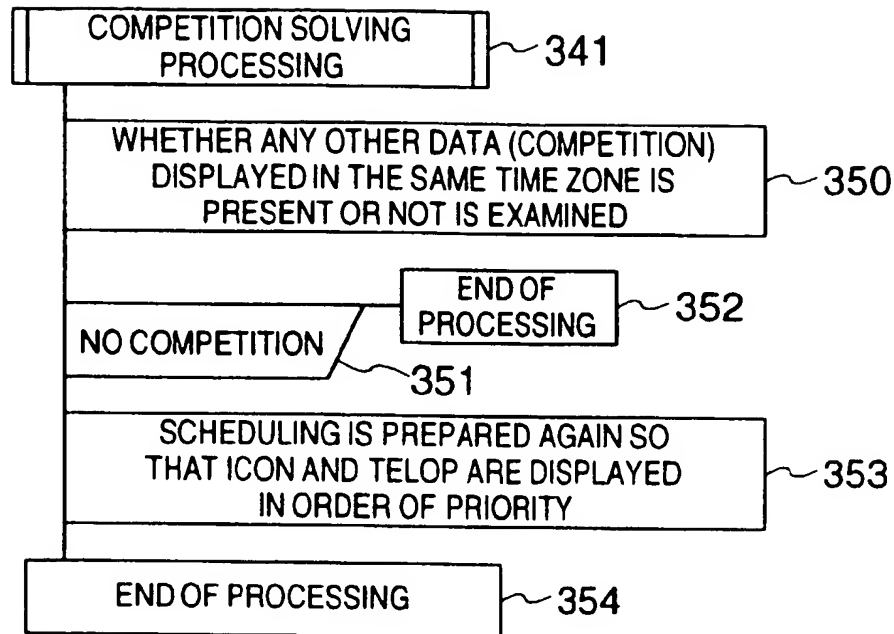 COMPETITION SOLVING
PROCESSING
341
WHETHER ANY OTHER DATA (COMPETITION)
DISPLAYED IN THE SAME TIME ZONE IS
PRESENT OR NOT IS EXAMINED
350
END OF
PROCESSING
352
NO COMPETITION
351
SCHEDULING IS PREPARED AGAIN SO
THAT ICON AND TELOP ARE DISPLAYED
IN ORDER OF PRIORITY
353
END OF PROCESSING
354